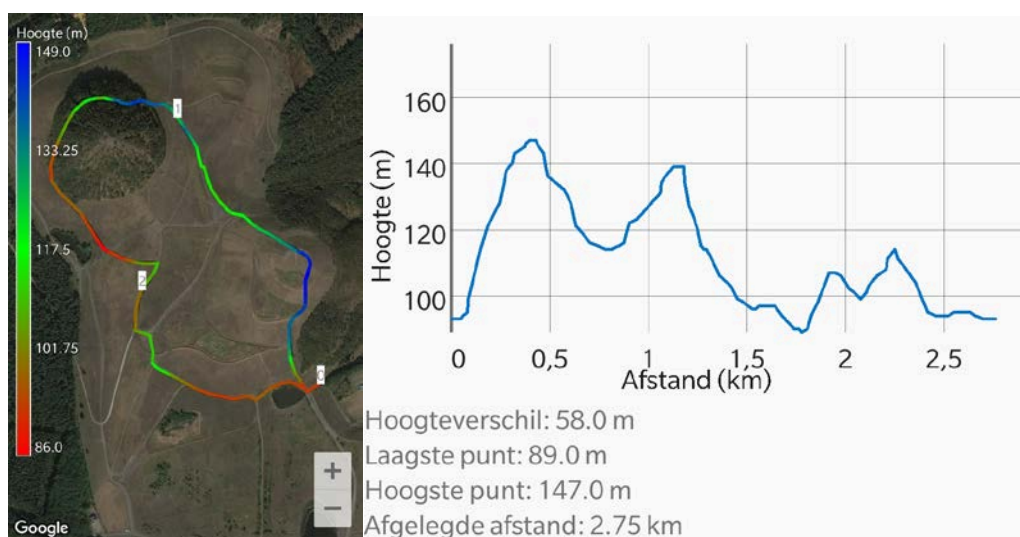 Hoogte (m)
149.0
133.25
117.5
101.75
86.0
1
2
0
+
−
Google
Hoogte (m)
160
140
120
100
0
0,5
1
1,5
2
2,5
Afstand (km)
Hoogteverschil: 58.0 m
Laagste punt: 89.0 m
Hoogste punt: 147.0 m
Afgelegde afstand: 2.75 km